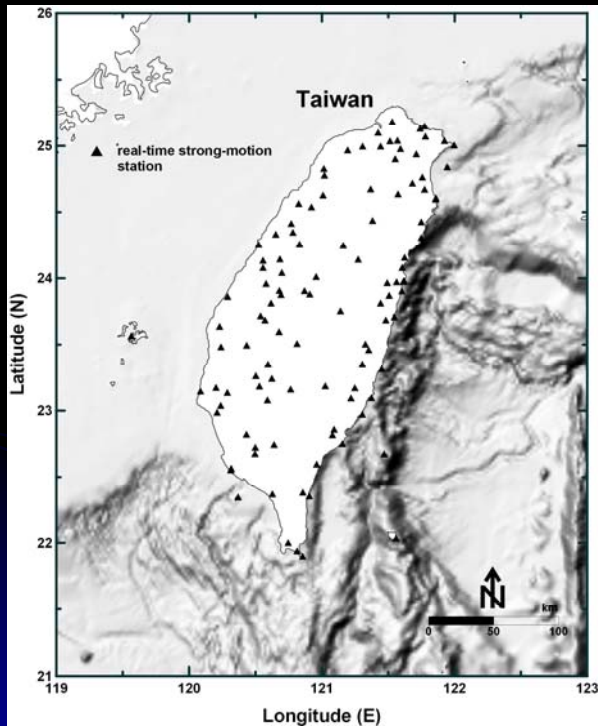 26
Taiwan
real-time strong-motion
station
25
24
23
22
21
Latitude (N)
N
km
0 50 100
119 120 121 122 123
Longitude (E)